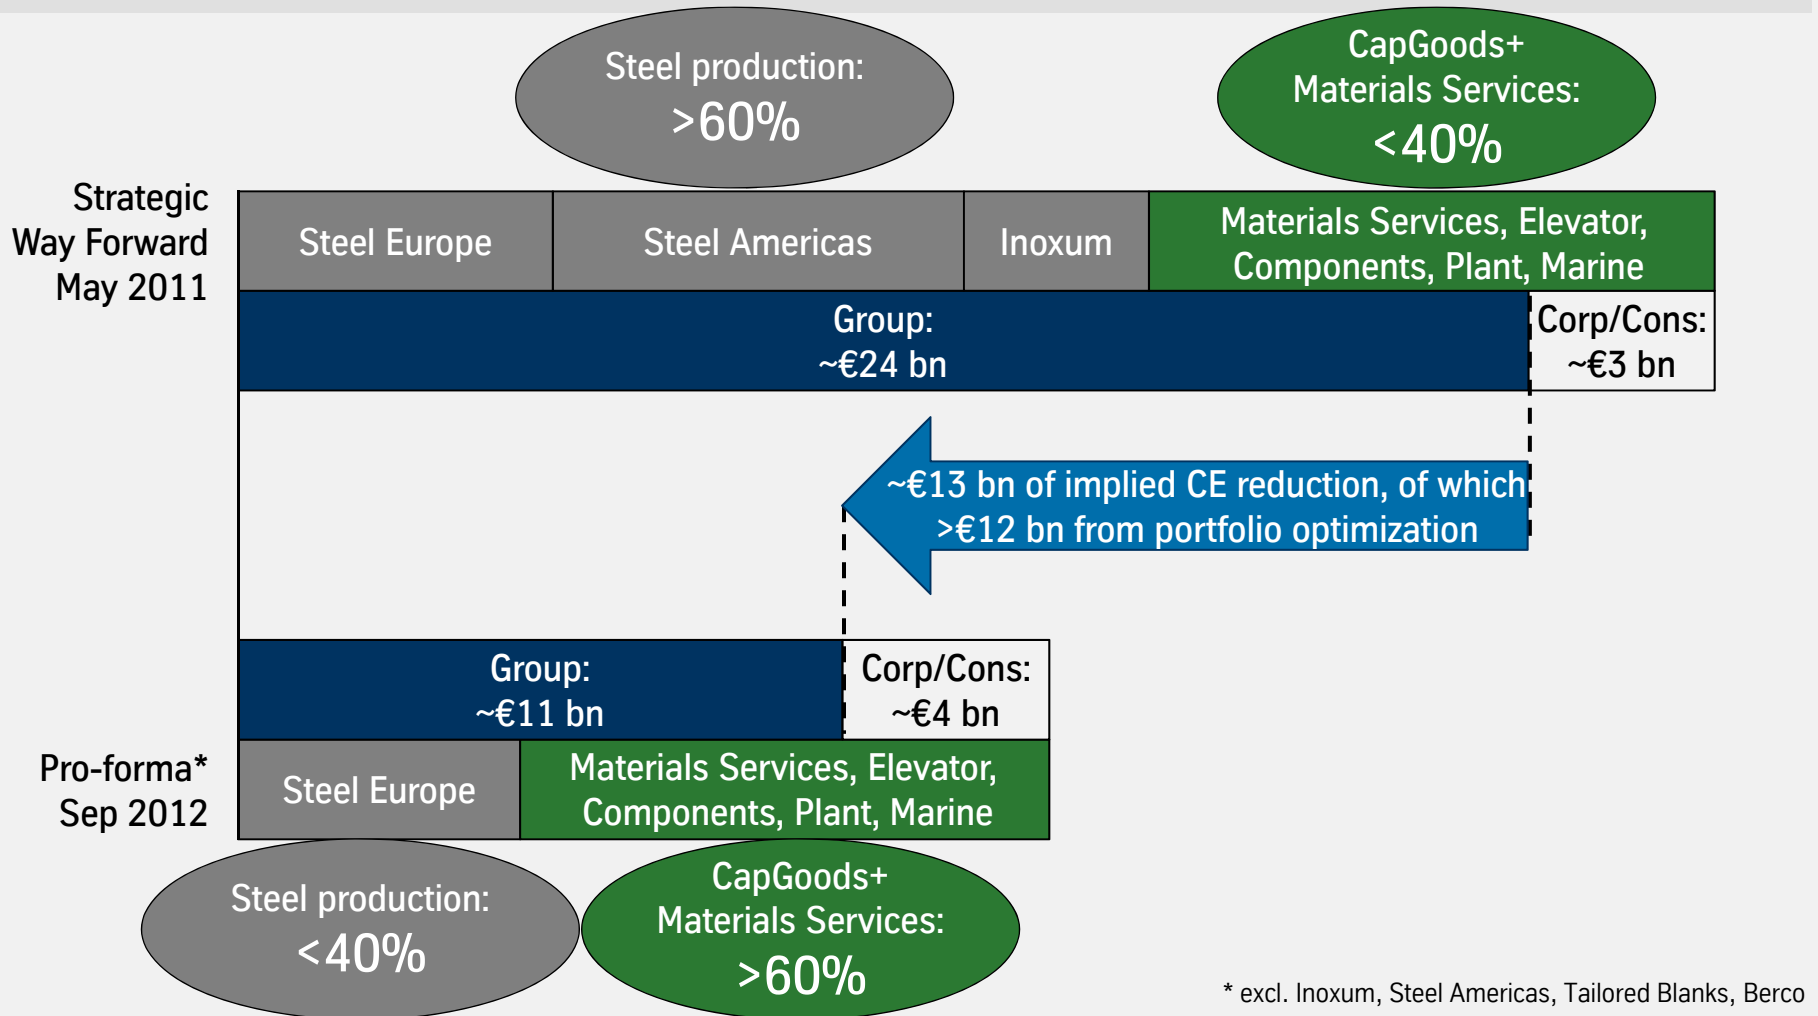 Steel production:
>60%
CapGoods+
Materials Services:
<40%
Strategic
Way Forward
May 2011
Steel Europe
Steel Americas
Inoxum
Materials Services, Elevator,
Components, Plant, Marine
Group:
~€24 bn
Corp/Cons:
~€3 bn
~€13 bn of implied CE reduction, of which
>€12 bn from portfolio optimization
Group:
~€11 bn
Corp/Cons:
~€4 bn
Pro-forma*
Sep 2012
Steel Europe
Materials Services, Elevator,
Components, Plant, Marine
Steel production:
<40%
CapGoods+
Materials Services:
>60%
* excl. Inoxum, Steel Americas, Tailored Blanks, Berco